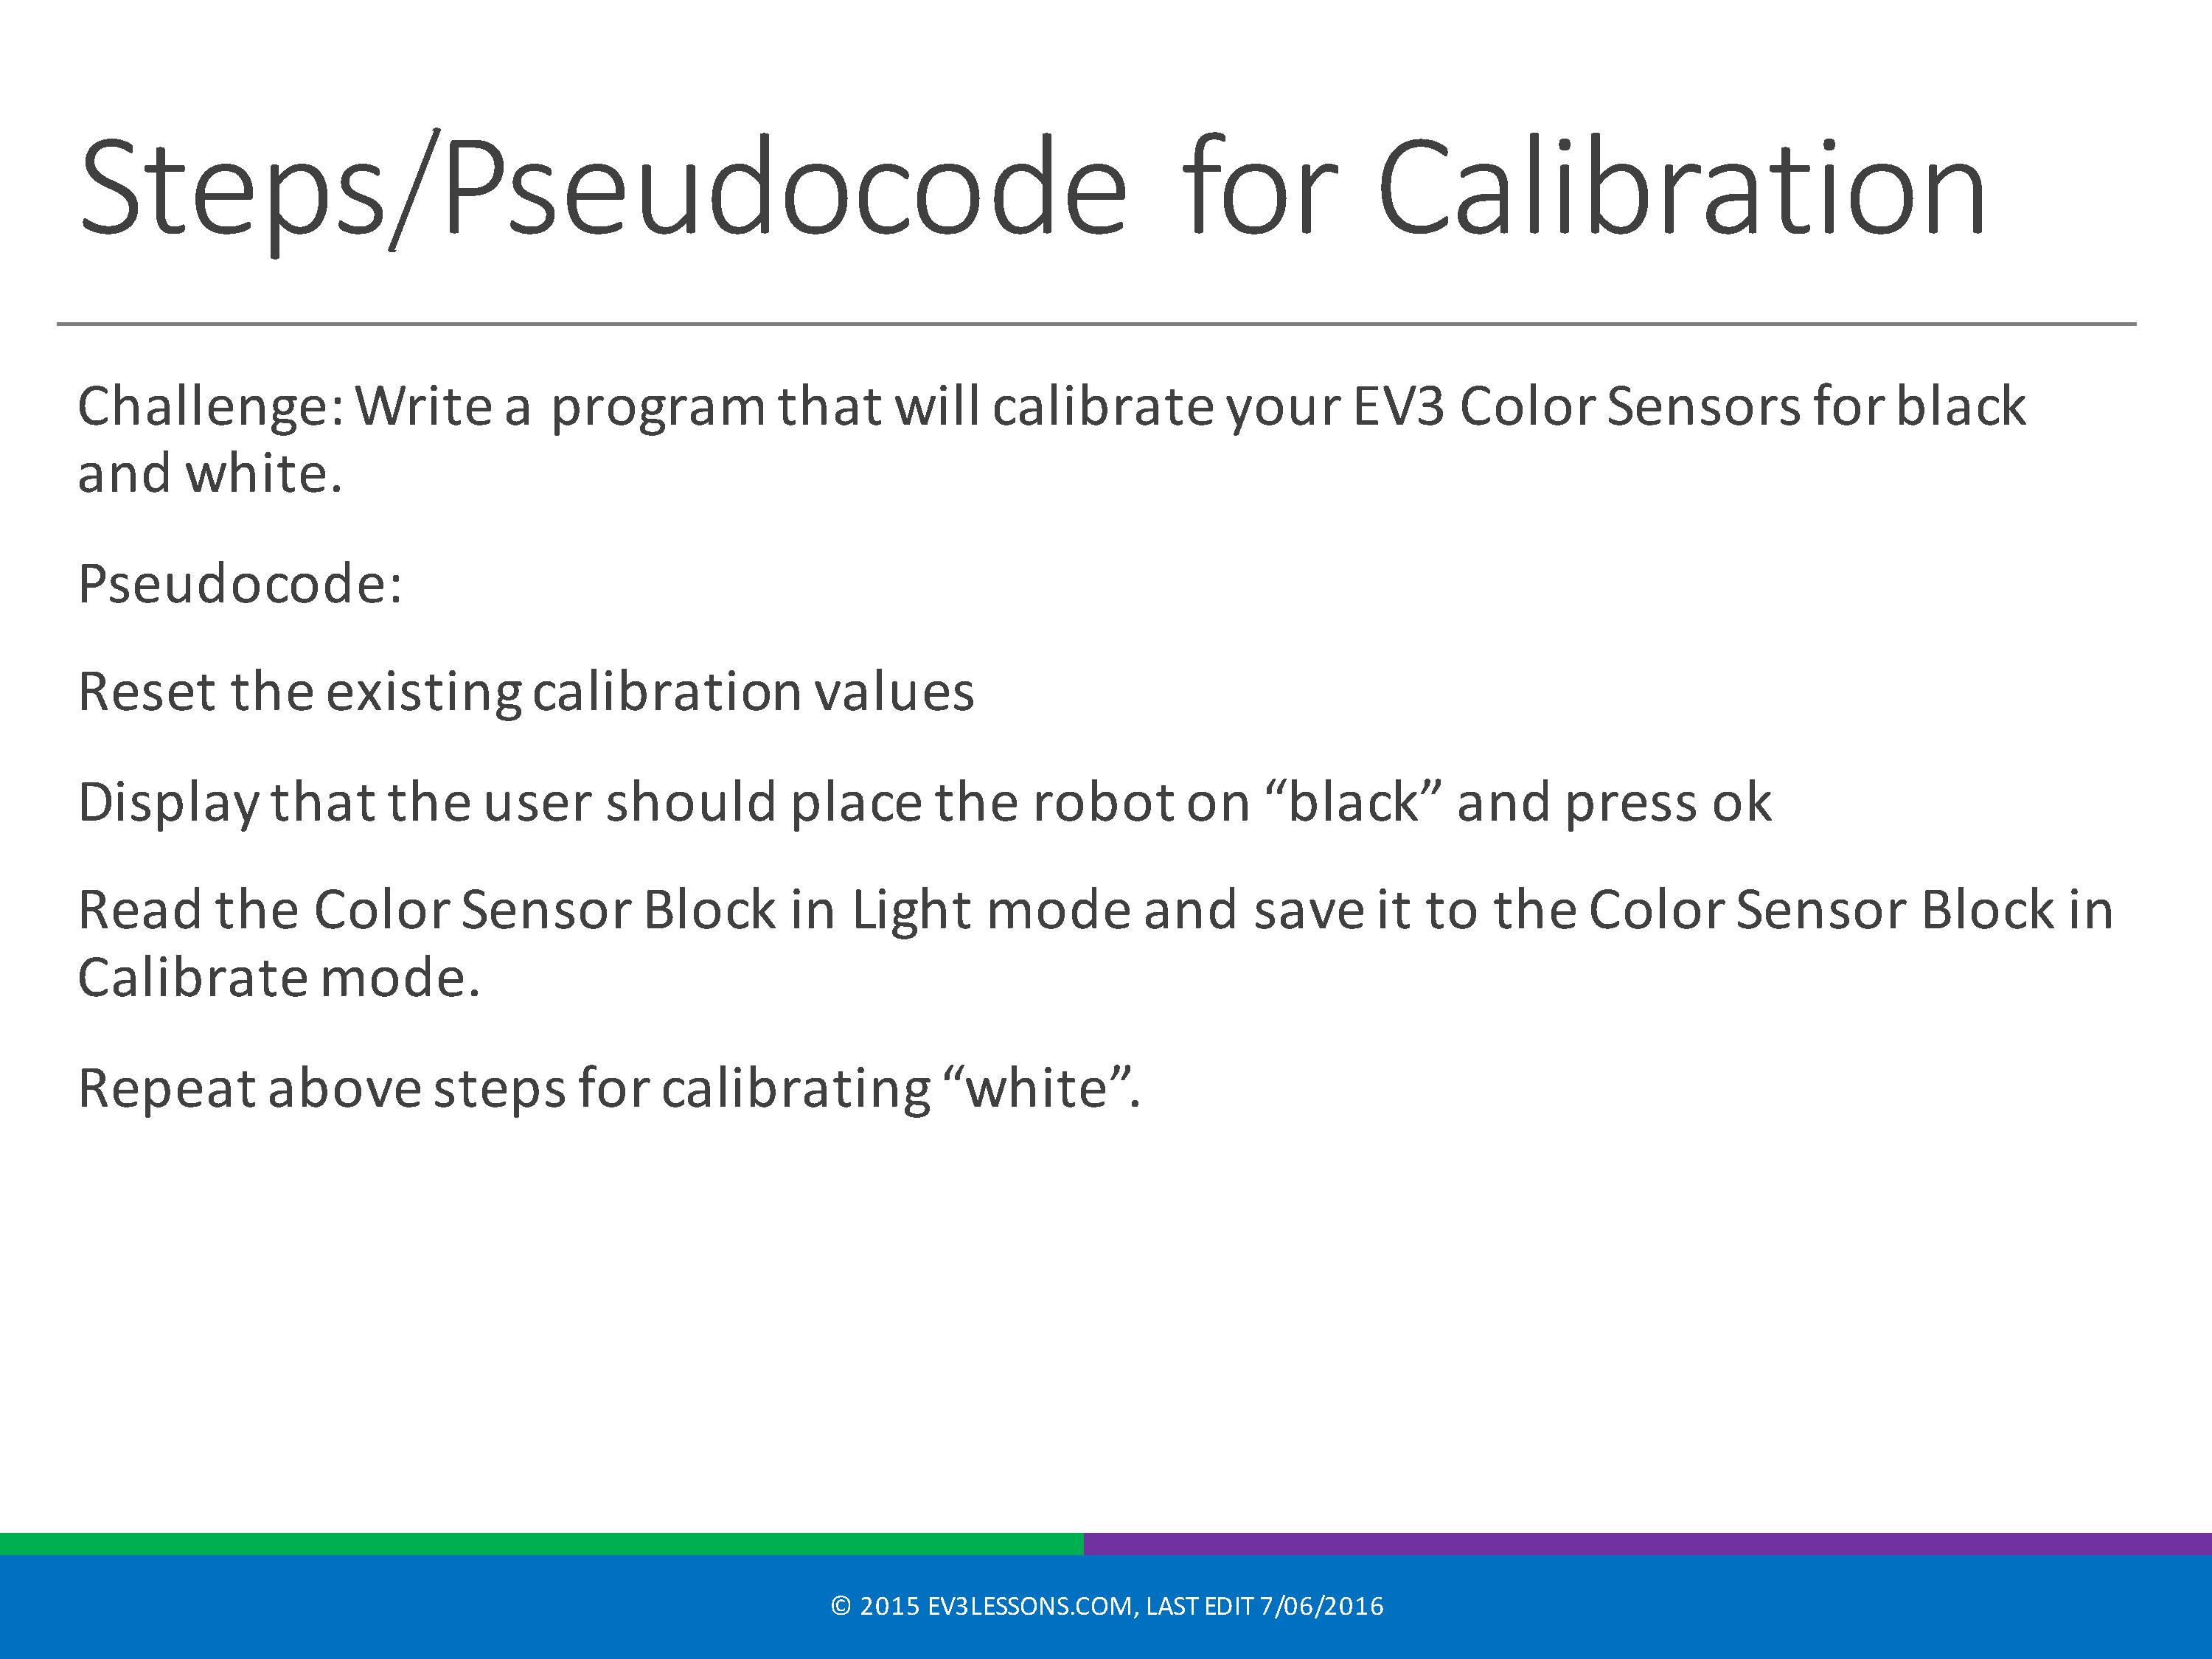 Steps/Pseudocode for Calibration
Challenge: Write a program that will calibrate your EV3 Color Sensors for black
and white.
Pseudocode:
Reset the existing calibration values
Display that the user should place the robot on “black” and press ok
Read the Color Sensor Block in Light mode and save it to the Color Sensor Block in
Calibrate mode.
Repeat above steps for calibrating “white”.
© 2015 EV3LESSONS.COM, LAST EDIT 7/06/2016